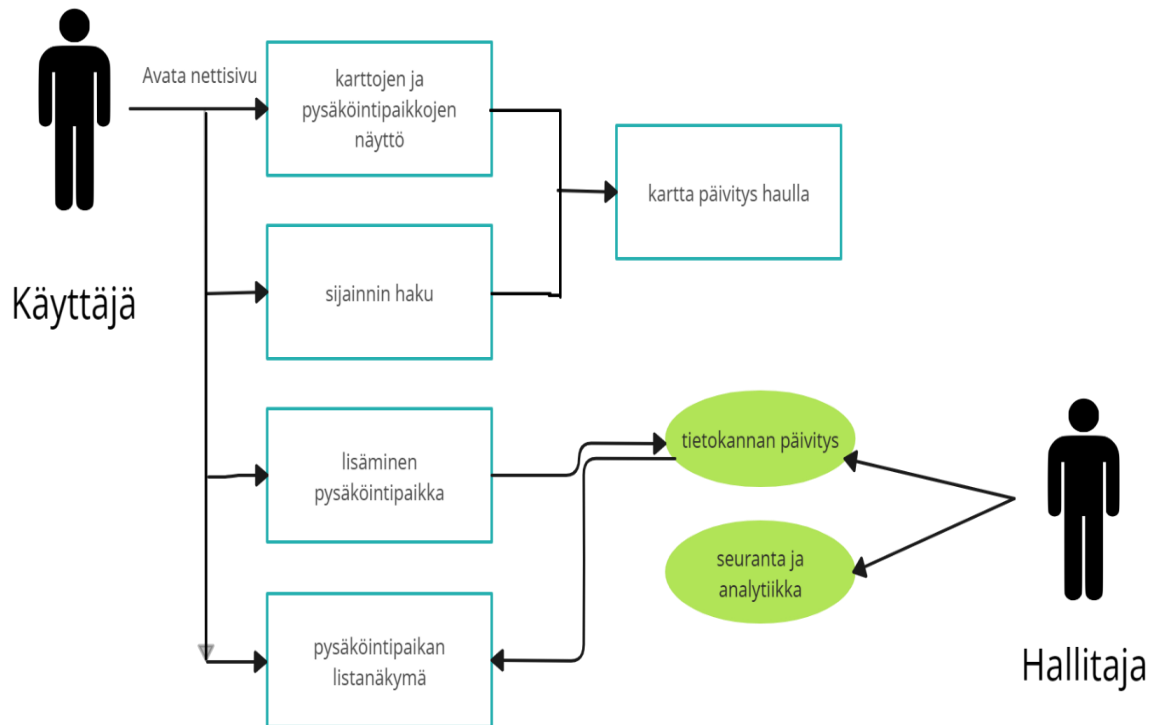 Avata nettisivu
karttojen ja
pysäköintipaikkojen
näyttö
kartta päivitys haulla
sijainnin haku
Käyttäjä
lisäminen
pysäköintipaikka
tietokannan päivitys
seuranta ja
analytiikka
pysäköintipaikan
listanäkymä
Hallitaja